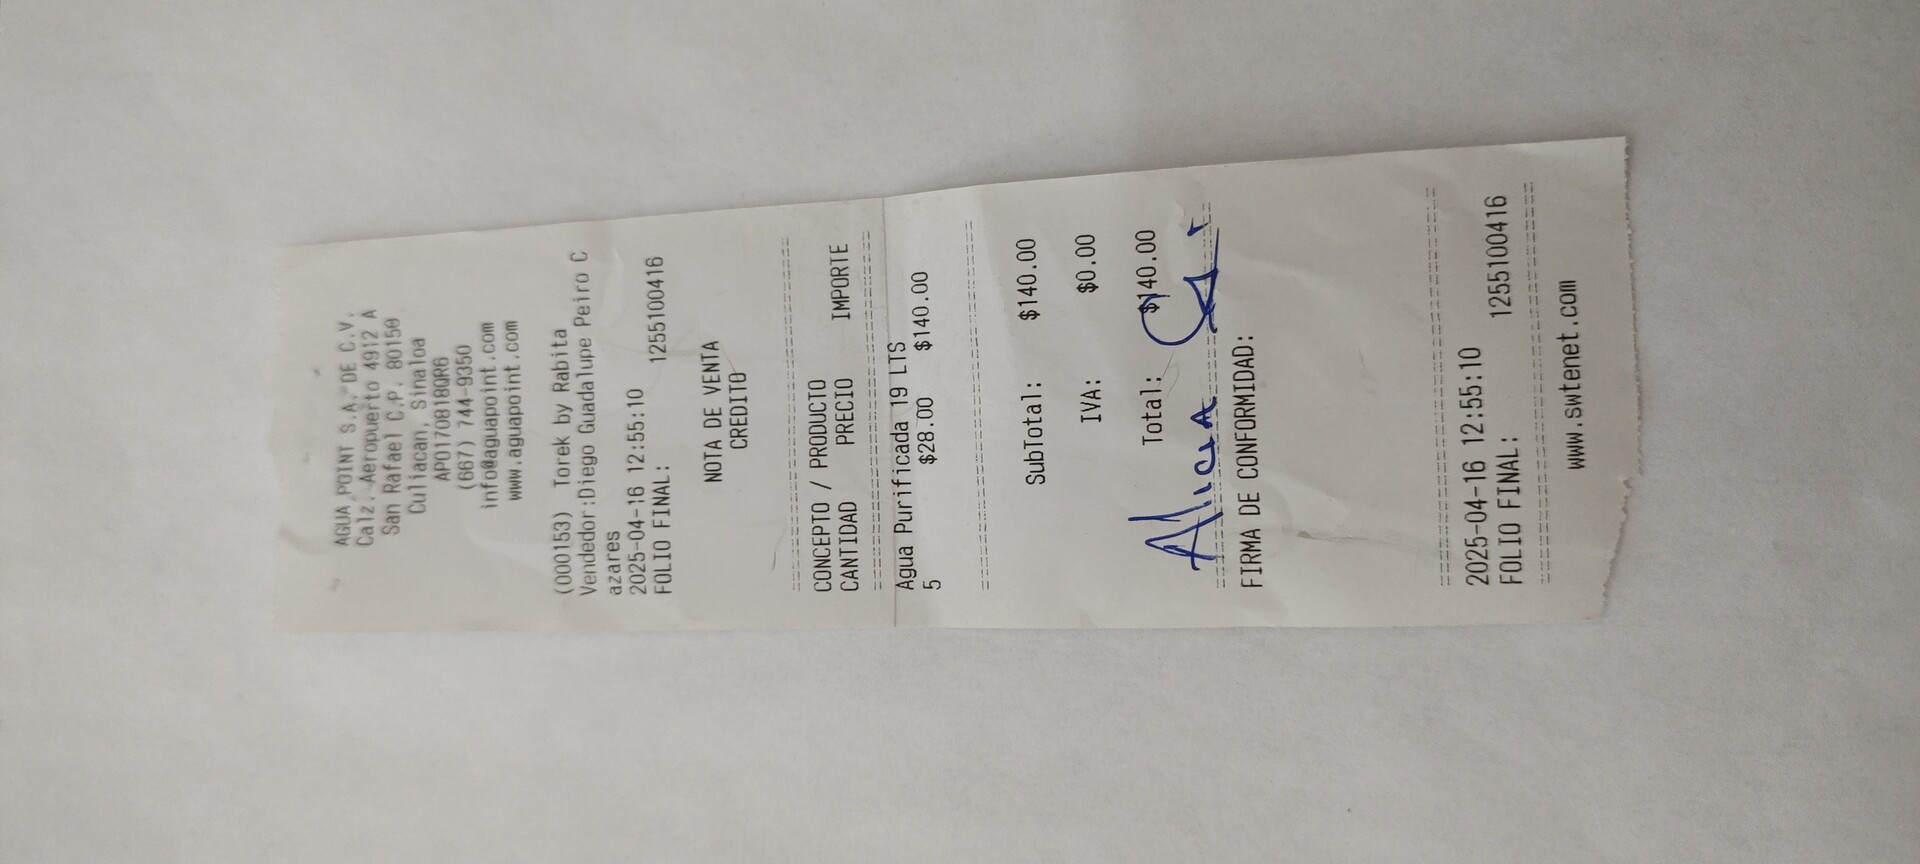 AGUA POINT S.A. DE C.V.
Calz. Aeropuerto 4912 A
San Rafael C.P. 80150
Culiacan, Sinaloa
APO170818QR6
(667) 744-9350
info@aguapoint.com
www.aguapoint.com
(000153) Torek by Rabita
Vendedor:Diego Guadalupe Peiro C
azares
2025-04-16 12:55:10
FOLIO FINAL: 1255100416
NOTA DE VENTA
CREDITO
CONCEPTO / PRODUCTO
CANTIDAD PRECIO IMPORTE
Agua Purificada 19 LTS
5 $28.00 $140.00
SubTotal: $140.00
IVA: $0.00
Total: $140.00
Alicia
FIRMA DE CONFORMIDAD:
2025-04-16 12:55:10
FOLIO FINAL: 1255100416
www.swtenet.com